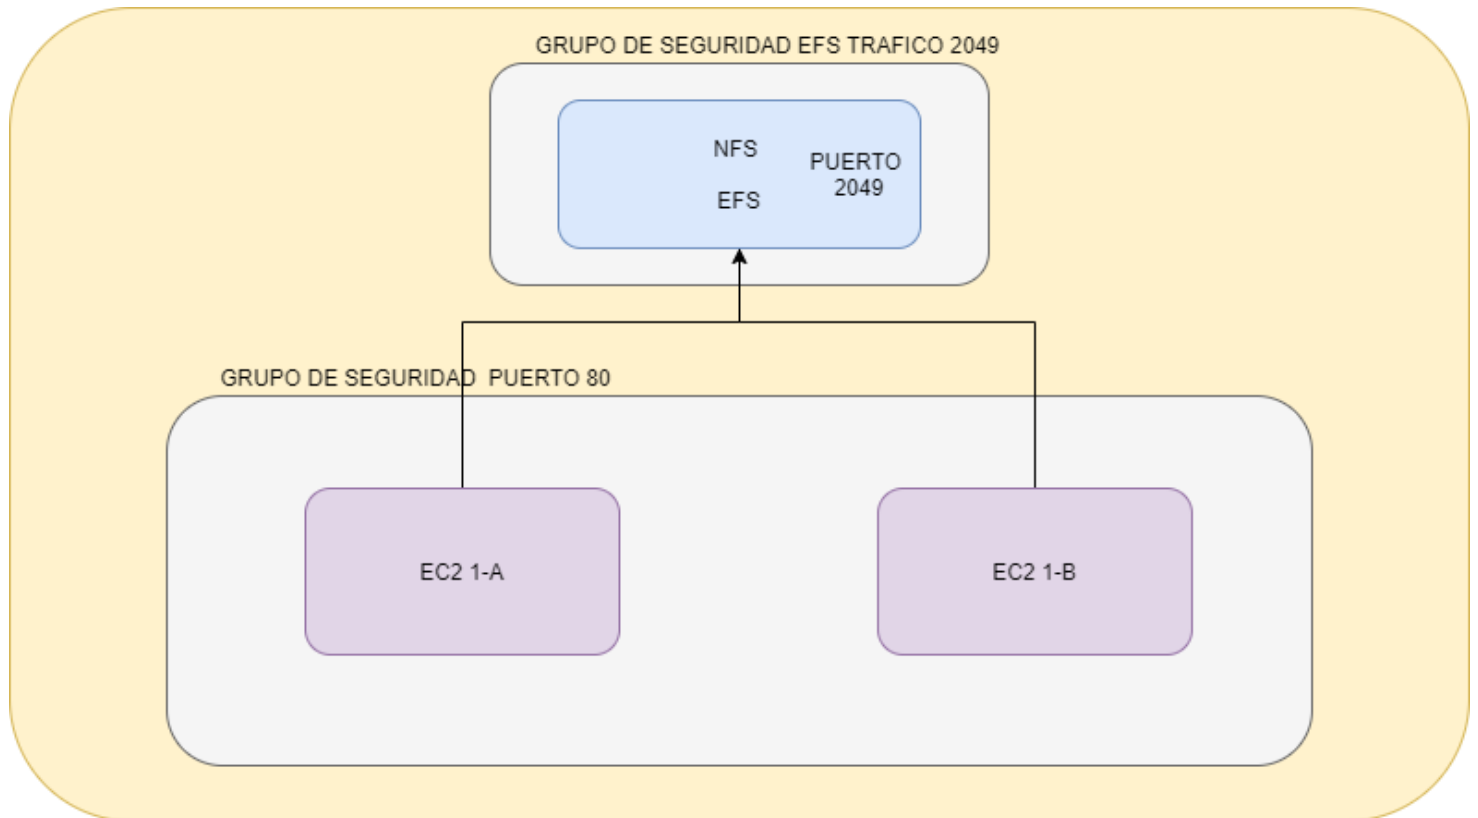 GRUPO DE SEGURIDAD EFS TRAFICO 2049
NFS
EFS
PUERTO
2049
GRUPO DE SEGURIDAD  PUERTO 80
EC2 1-A
EC2 1-B